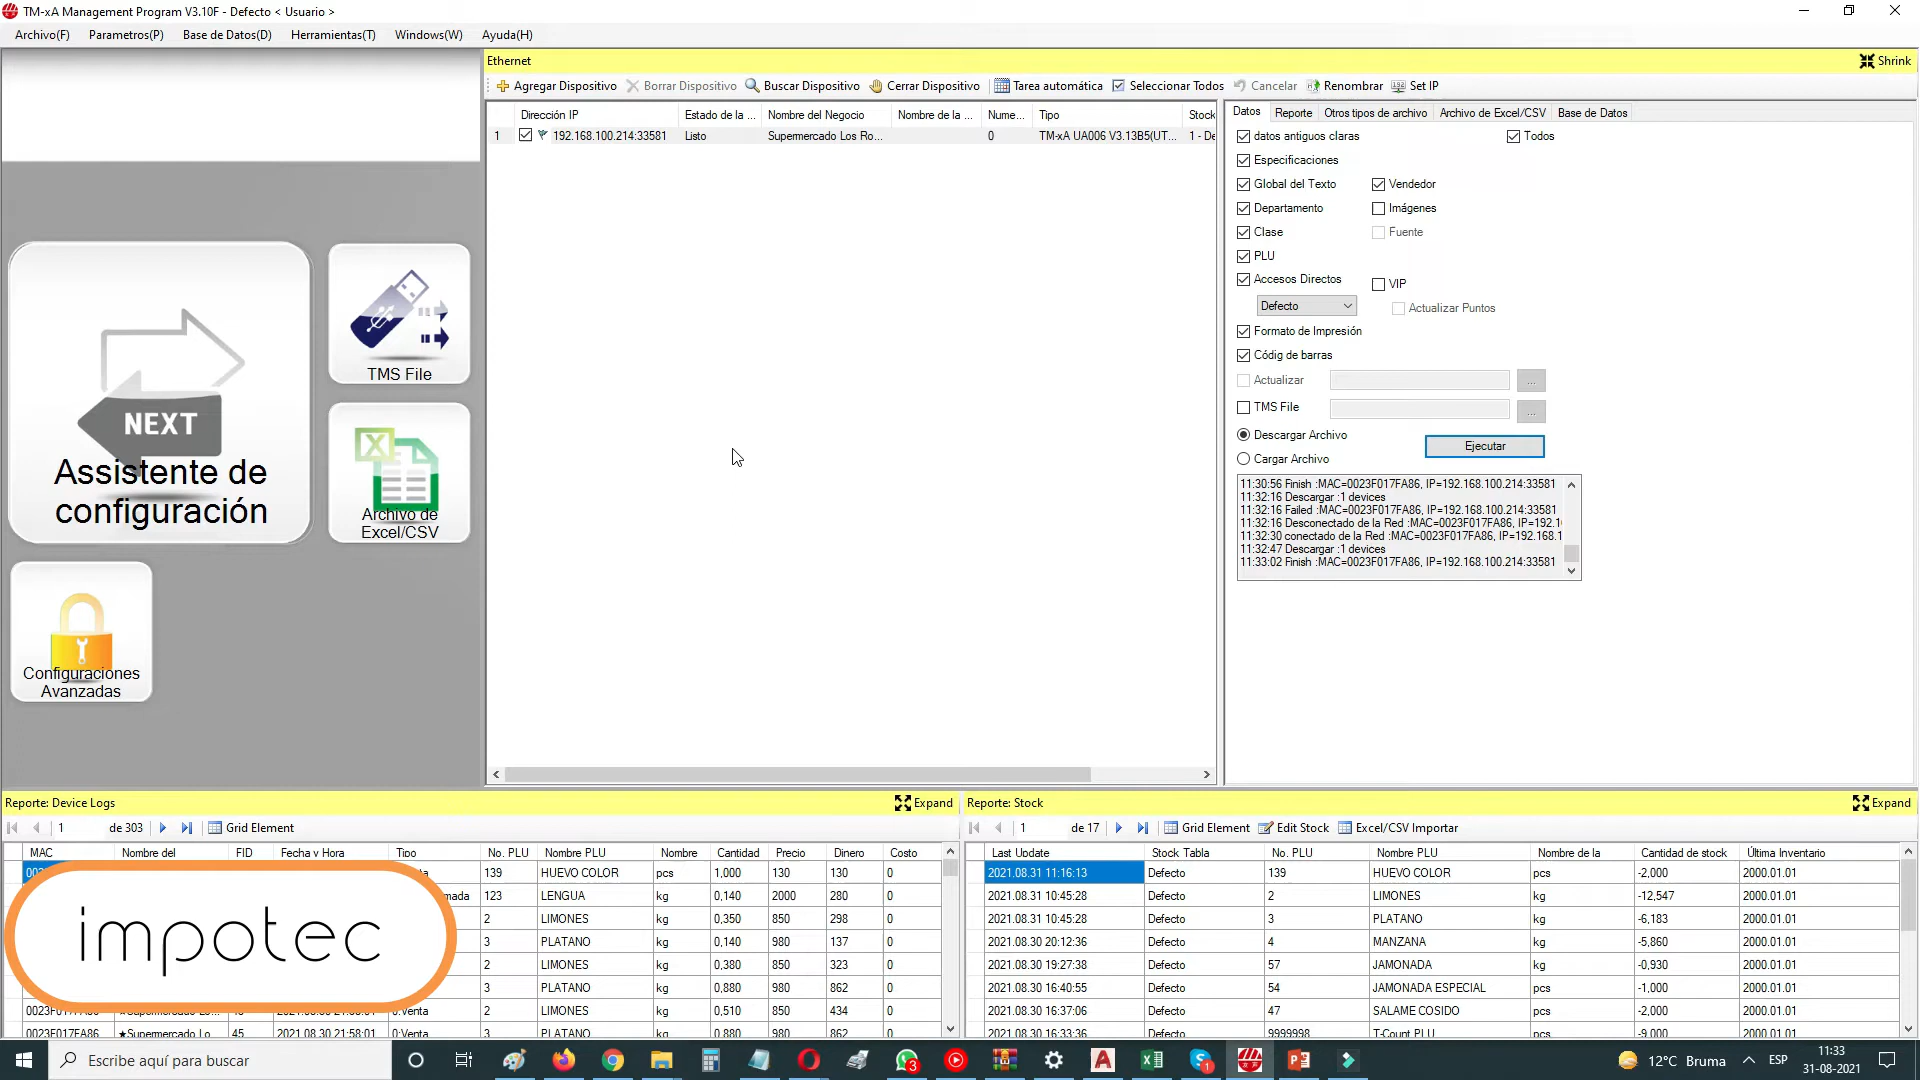 TM-xA Management Program V3.10F - Defecto < Usuario >
Archivo(F) Parametros(P) Base de Datos(D) Herramientas(T) Windows(W) Ayuda(H)
Ethernet Shrink
Agregar Dispositivo Borrar Dispositivo Buscar Dispositivo Cerrar Dispositivo Tarea automática Seleccionar Todos Cancelar Renombrar Set IP
Dirección IP Estado de la ... Nombre del Negocio Nombre de la ... Nume... Tipo Stock
1 192.168.100.214:33581 Listo Supermercado Los Ro... 0 TM-xA UA006 V3.13B5(UT... 1 - De
Datos Reporte Otros tipos de archivo Archivo de Excel/CSV Base de Datos
datos antiguos claras Todos
Especificaciones
Global del Texto Vendedor
Departamento Imágenes
Clase Fuente
PLU
Accesos Directos VIP
Defecto Actualizar Puntos
Formato de Impresión
Códig de barras
Actualizar ...
TMS File ...
Descargar Archivo
Ejecutar
Cargar Archivo
11:30:56 Finish :MAC=0023F017FA86, IP=192.168.100.214:33581
11:32:16 Descargar :1 devices
11:32:16 Failed :MAC=0023F017FA86, IP=192.168.100.214:33581
11:32:16 Desconectado de la Red :MAC=0023F017FA86, IP=192.1
11:32:30 conectado de la Red :MAC=0023F017FA86, IP=192.168.1
11:32:47 Descargar :1 devices
11:33:02 Finish :MAC=0023F017FA86, IP=192.168.100.214:33581
NEXT
Assistente de
configuración
TMS File
Archivo de
Excel/CSV
Configuraciones
Avanzadas
Reporte: Device Logs Expand
1 de 303 Grid Element
MAC Nombre del FID Fecha y Hora Tipo No. PLU Nombre PLU Nombre Cantidad Precio Dinero Costo
139 HUEVO COLOR pcs 1,000 130 130 0
mada 123 LENGUA kg 0,140 2000 280 0
2 LIMONES kg 0,350 850 298 0
3 PLATANO kg 0,140 980 137 0
2 LIMONES kg 0,380 850 323 0
3 PLATANO kg 0,880 980 862 0
2 LIMONES kg 0,510 850 434 0
0023F017FA86 ★Supermercado Lo... 45 2021.08.30 21:58:01 0:Venta 3 PLATANO kg 0,880 980 862 0
impotec
Reporte: Stock Expand
1 de 17 Grid Element Edit Stock Excel/CSV Importar
Last Update Stock Tabla No. PLU Nombre PLU Nombre de la Cantidad de stock Última Inventario
2021.08.31 11:16:13 Defecto 139 HUEVO COLOR pcs -2,000 2000.01.01
2021.08.31 10:45:28 Defecto 2 LIMONES kg -12,547 2000.01.01
2021.08.31 10:45:28 Defecto 3 PLATANO kg -6,183 2000.01.01
2021.08.30 20:12:36 Defecto 4 MANZANA kg -5,860 2000.01.01
2021.08.30 19:27:38 Defecto 57 JAMONADA kg -0,930 2000.01.01
2021.08.30 16:40:55 Defecto 54 JAMONADA ESPECIAL pcs -1,000 2000.01.01
2021.08.30 16:37:06 Defecto 47 SALAME COSIDO pcs -2,000 2000.01.01
2021.08.30 16:33:36 Defecto 9999998 T-Count PLU pcs -9,000 2000.01.01
Escribe aquí para buscar
3
1
12°C Bruma
ESP
11:33
31-08-2021